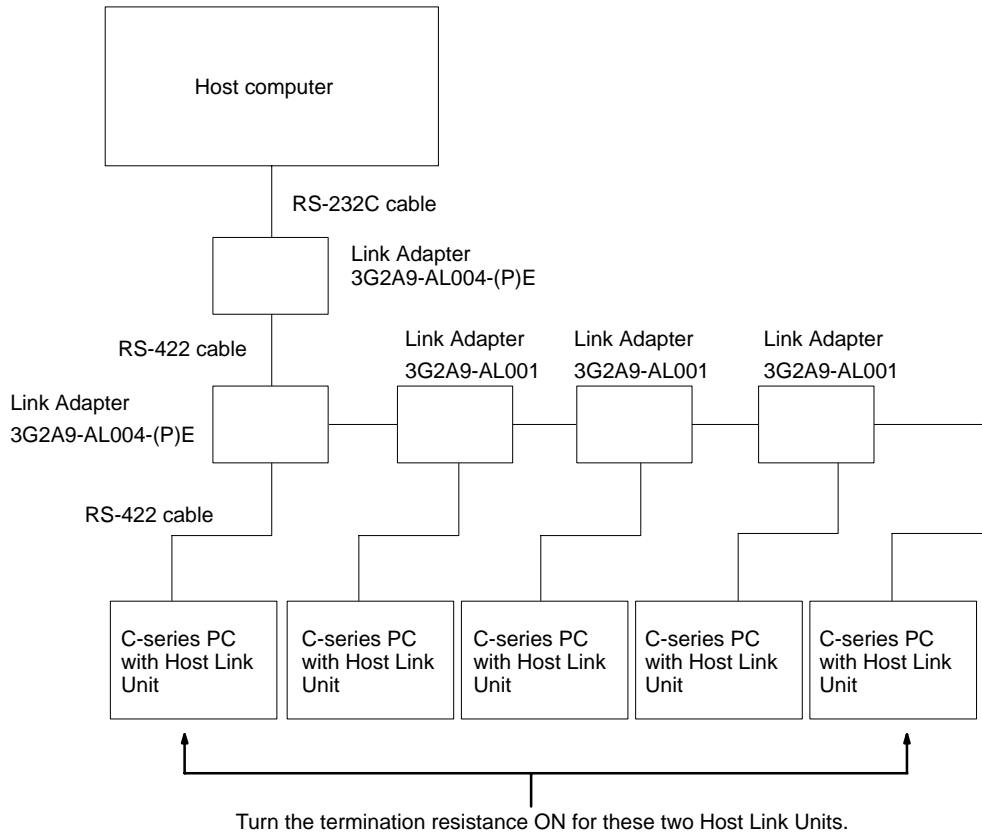 Host computer
RS-232C cable
Link Adapter
3G2A9-AL004-(P)E
RS-422 cable
Link Adapter
3G2A9-AL001
Link Adapter
3G2A9-AL001
Link Adapter
3G2A9-AL001
Link Adapter
3G2A9-AL004-(P)E
RS-422 cable
C-series PC
with Host Link
Unit
C-series PC
with Host Link
Unit
C-series PC
with Host Link
Unit
C-series PC
with Host Link
Unit
C-series PC
with Host Link
Unit
Turn the termination resistance ON for these two Host Link Units.